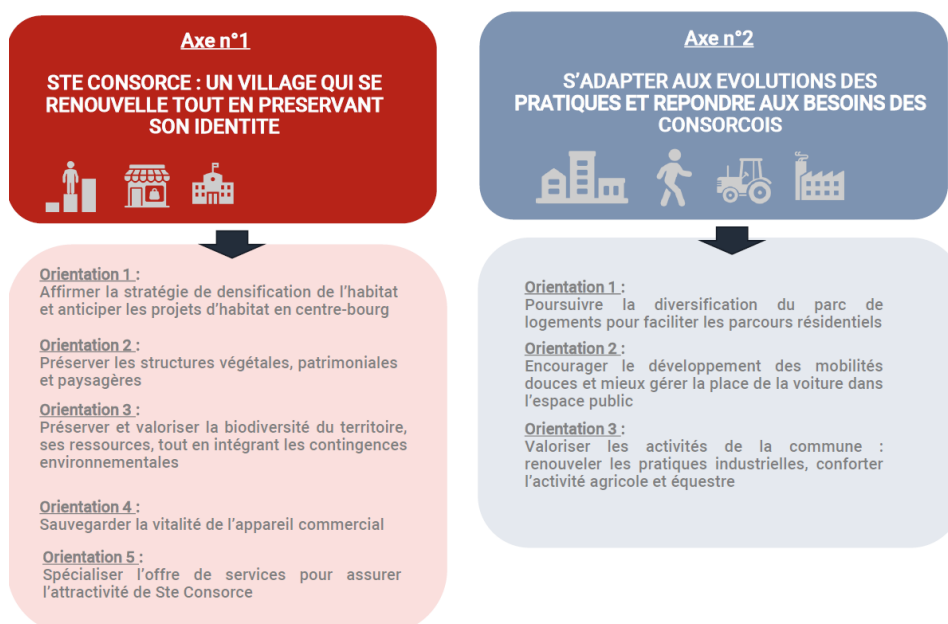 Axe n°1
STE CONSORCE : UN VILLAGE QUI SE
RENOUVELLE TOUT EN PRESERVANT
SON IDENTITE
Orientation 1 :
Affirmer la stratégie de densification de l'habitat
et anticiper les projets d'habitat en centre-bourg
Orientation 2 :
Préserver les structures végétales, patrimoniales
et paysagères
Orientation 3 :
Préserver et valoriser la biodiversité du territoire,
ses ressources, tout en intégrant les contingences
environnementales
Orientation 4 :
Sauvegarder la vitalité de l'appareil commercial
Orientation 5 :
Spécialiser l'offre de services pour assurer
l'attractivité de Ste Consorce
Axe n°2
S'ADAPTER AUX EVOLUTIONS DES
PRATIQUES ET REPONDRE AUX BESOINS DES
CONSORCOIS
Orientation 1 :
Poursuivre la diversification du parc de
logements pour faciliter les parcours résidentiels
Orientation 2 :
Encourager le développement des mobilités
douces et mieux gérer la place de la voiture dans
l'espace public
Orientation 3 :
Valoriser les activités de la commune :
renouveler les pratiques industrielles, conforter
l'activité agricole et équestre